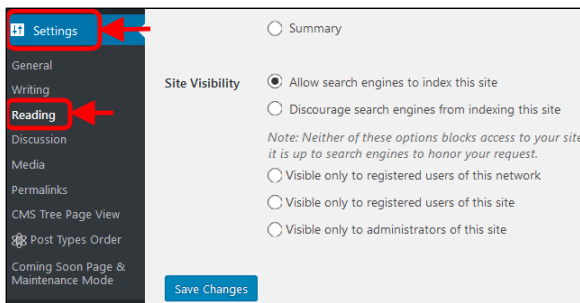 Settings
General
Writing
Reading
Discussion
Media
Permalinks
CMS Tree Page View
Post Types Order
Coming Soon Page &
Maintenance Mode
Summary
Site Visibility
Allow search engines to index this site
Discourage search engines from indexing this site
Note: Neither of these options blocks access to your site
it is up to search engines to honor your request.
Visible only to registered users of this network
Visible only to registered users of this site
Visible only to administrators of this site
Save Changes